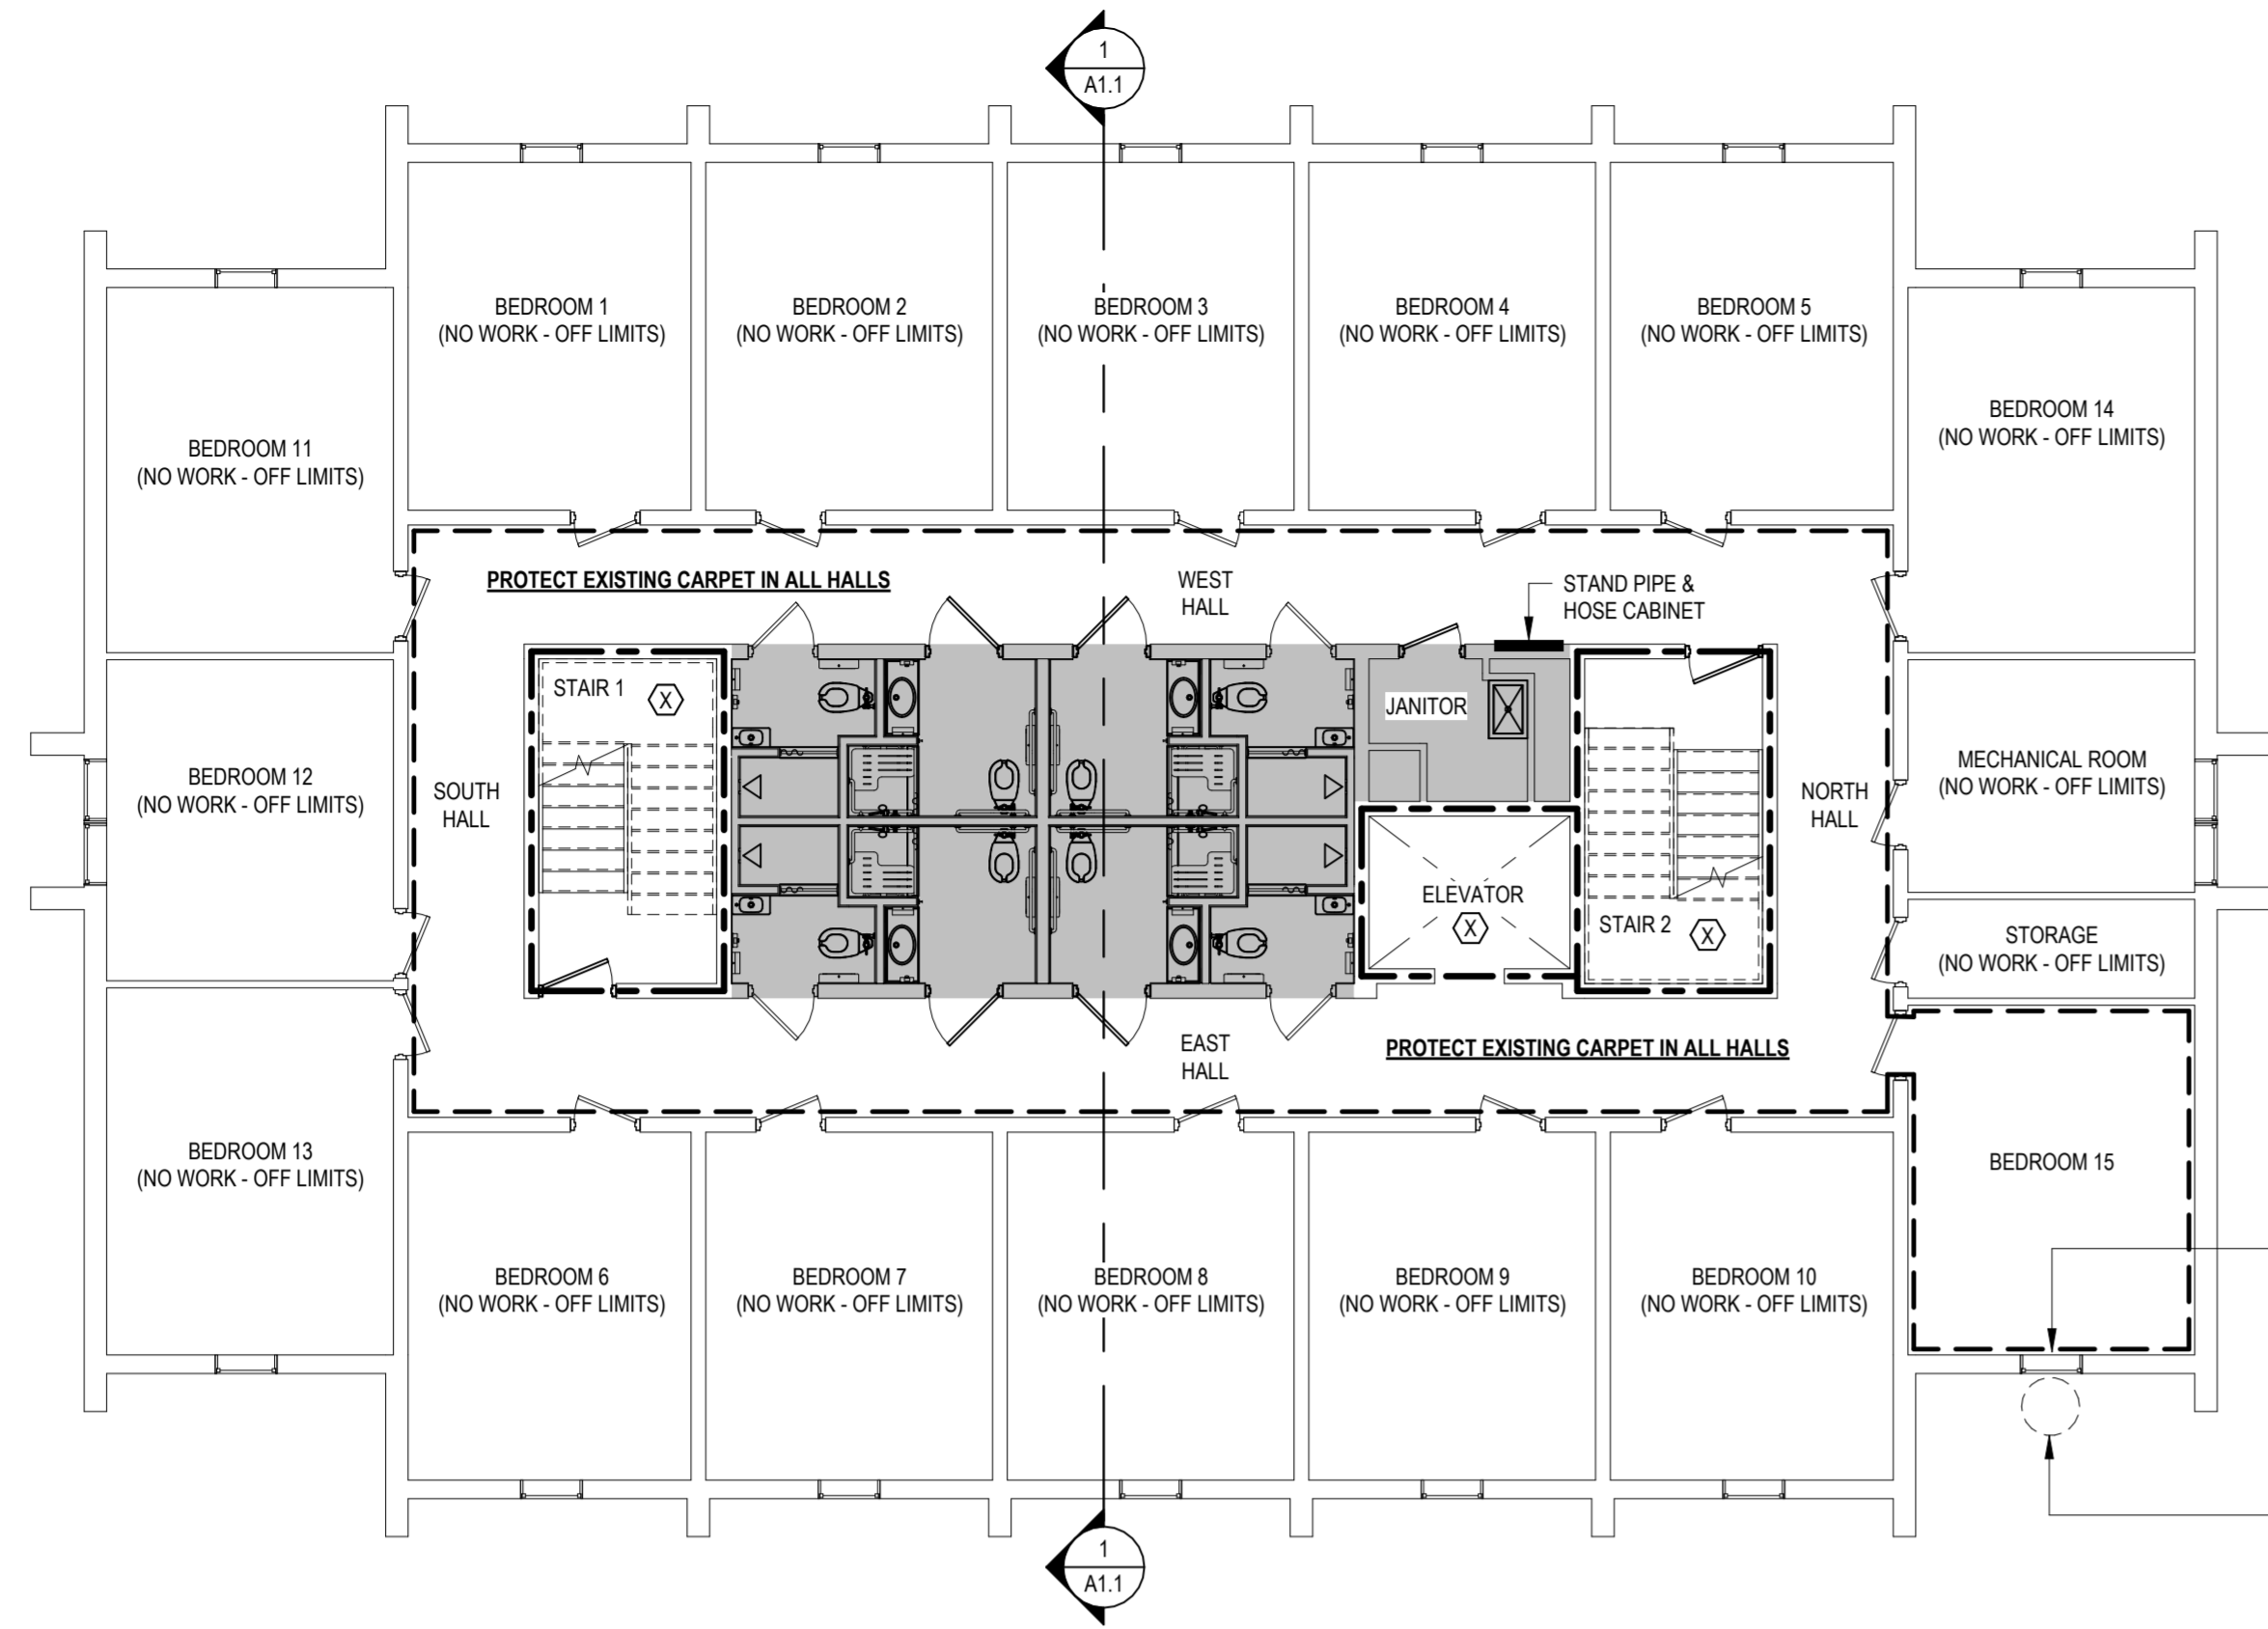 1
A1.1
BEDROOM 1
(NO WORK - OFF LIMITS)
BEDROOM 2
(NO WORK - OFF LIMITS)
BEDROOM 3
(NO WORK - OFF LIMITS)
BEDROOM 4
(NO WORK - OFF LIMITS)
BEDROOM 5
(NO WORK - OFF LIMITS)
BEDROOM 11
(NO WORK - OFF LIMITS)
BEDROOM 14
(NO WORK - OFF LIMITS)
PROTECT EXISTING CARPET IN ALL HALLS
WEST
HALL
STAND PIPE &
HOSE CABINET
STAIR 1
X
JANITOR
BEDROOM 12
(NO WORK - OFF LIMITS)
SOUTH
HALL
NORTH
HALL
MECHANICAL ROOM
(NO WORK - OFF LIMITS)
ELEVATOR
X
STAIR 2
X
STORAGE
(NO WORK - OFF LIMITS)
EAST
HALL
PROTECT EXISTING CARPET IN ALL HALLS
BEDROOM 13
(NO WORK - OFF LIMITS)
BEDROOM 15
BEDROOM 6
(NO WORK - OFF LIMITS)
BEDROOM 7
(NO WORK - OFF LIMITS)
BEDROOM 8
(NO WORK - OFF LIMITS)
BEDROOM 9
(NO WORK - OFF LIMITS)
BEDROOM 10
(NO WORK - OFF LIMITS)
1
A1.1